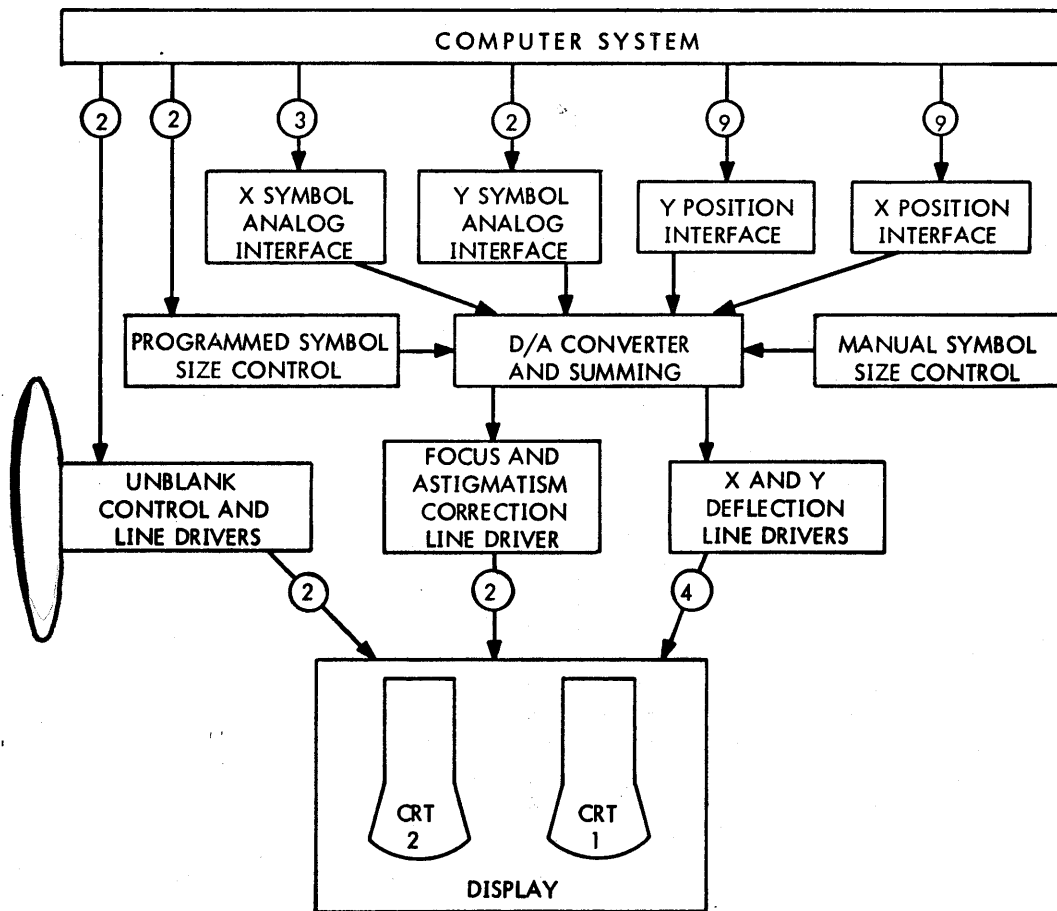 COMPUTER SYSTEM
2
2
3
2
9
9
X SYMBOL
ANALOG
INTERFACE
Y SYMBOL
ANALOG
INTERFACE
Y POSITION
INTERFACE
X POSITION
INTERFACE
PROGRAMMED SYMBOL
SIZE CONTROL
D/A CONVERTER
AND SUMMING
MANUAL SYMBOL
SIZE CONTROL
UNBLANK
CONTROL AND
LINE DRIVERS
FOCUS AND
ASTIGMATISM
CORRECTION
LINE DRIVER
X AND Y
DEFLECTION
LINE DRIVERS
2
2
4
CRT
2
CRT
1
DISPLAY